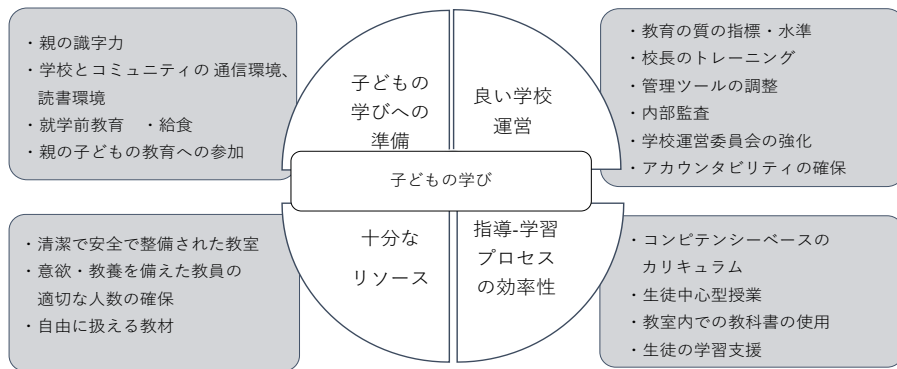 ・親の識字力
・学校とコミュニティの 通信環境、
読書環境
・就学前教育　・給食
・親の子どもの教育への参加
子どもの
学びへの
準備
良い学校
運営
・教育の質の指標・水準
・校長のトレーニング
・管理ツールの調整
・内部監査
・学校運営委員会の強化
・アカウンタビリティの確保
子どもの学び
・清潔で安全で整備された教室
・意欲・教養を備えた教員の
適切な人数の確保
・自由に扱える教材
十分な
リソース
指導-学習
プロセス
の効率性
・コンピテンシーベースの
カリキュラム
・生徒中心型授業
・教室内での教科書の使用
・生徒の学習支援